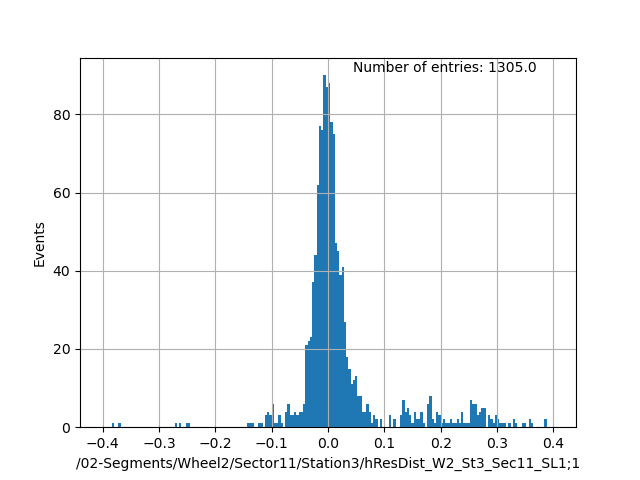 Number of entries: 1305.0
80
60
40
20
0
Events
−0.4 −0.3 −0.2 −0.1 0.0 0.1 0.2 0.3 0.4
/02-Segments/Wheel2/Sector11/Station3/hResDist_W2_St3_Sec11_SL1;1